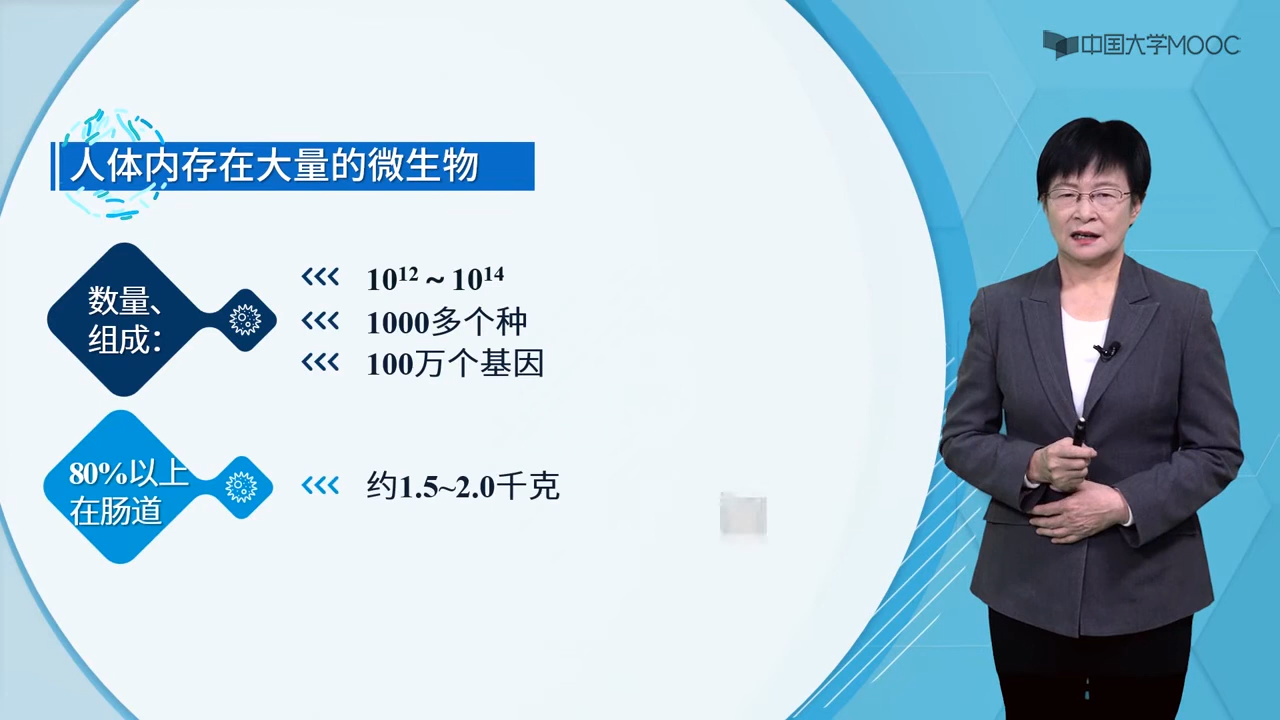 中国大学MOOC
人体内存在大量的微生物
数量、
组成：
10¹²～10¹⁴
1000多个种
100万个基因
80%以上
在肠道
约1.5~2.0千克